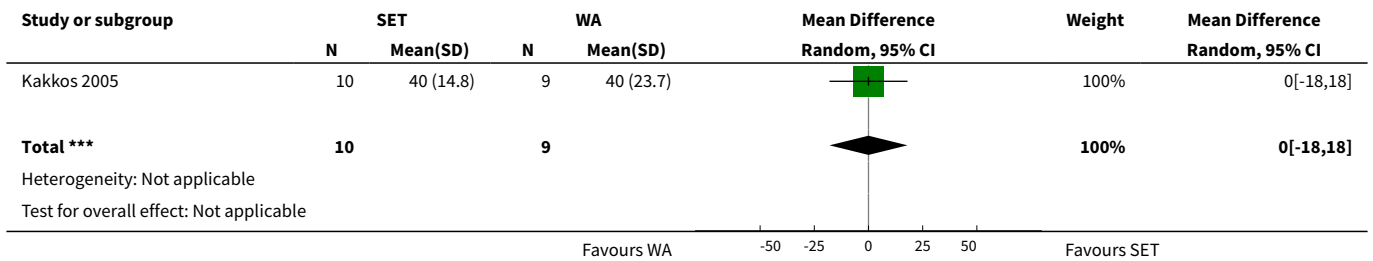 Study or subgroup SET WA Mean Difference Weight Mean Difference
N Mean(SD) N Mean(SD) Random, 95% CI Random, 95% CI
Kakkos 2005 10 40 (14.8) 9 40 (23.7) 100% 0[-18,18]
Total *** 10 9 100% 0[-18,18]
Heterogeneity: Not applicable
Test for overall effect: Not applicable
Favours WA -50 -25 0 25 50 Favours SET